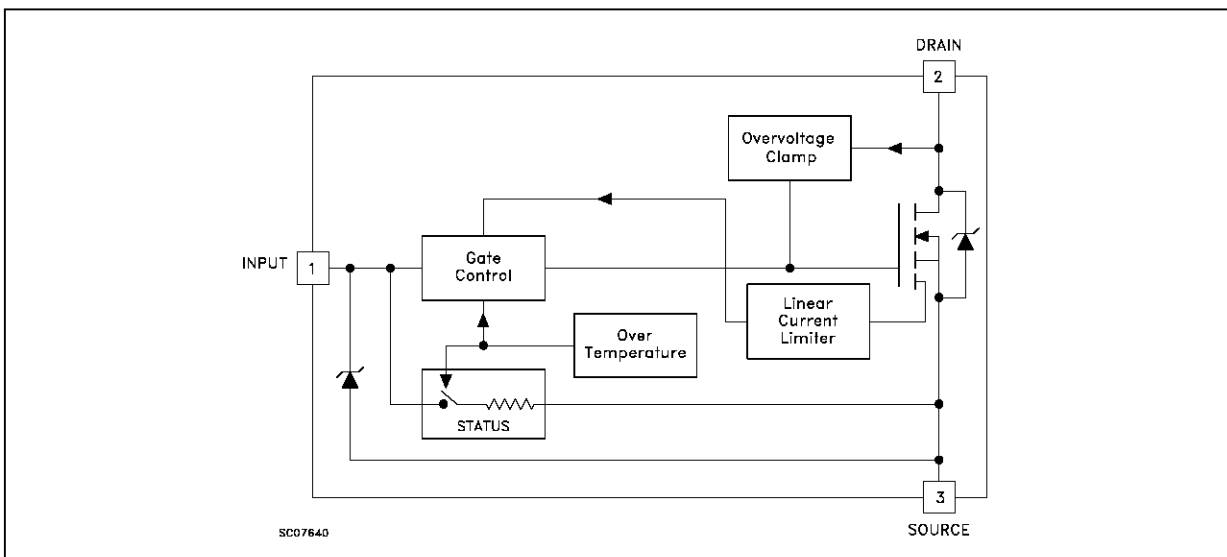 DRAIN
2
Overvoltage
Clamp
Gate
Control
INPUT
1
Linear
Current
Limiter
Over
Temperature
STATUS
3
SOURCE
SC07640